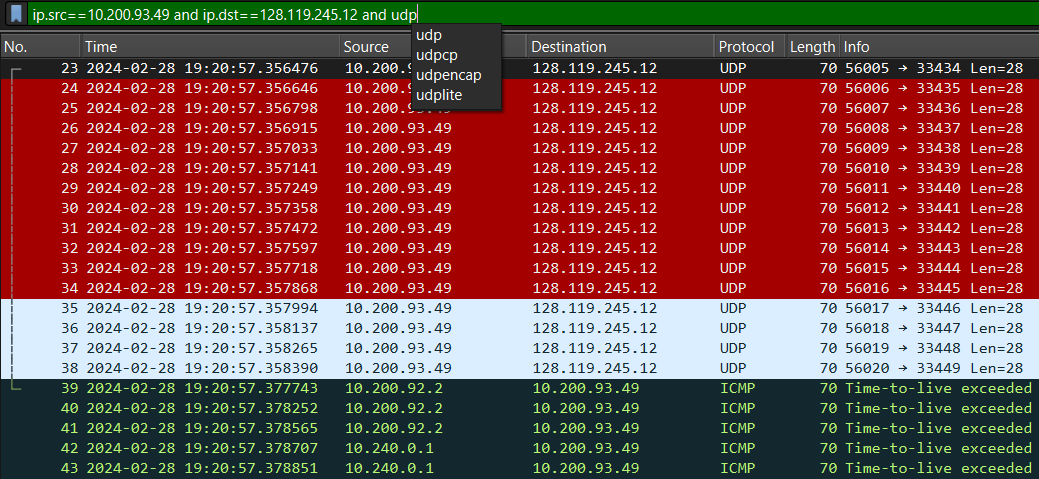 ip.src==10.200.93.49 and ip.dst==128.119.245.12 and udp
udp
udpcp
udpencap
udplite
No. Time Source Destination Protocol Length Info
23 2024-02-28 19:20:57.356476 10.200.9 128.119.245.12 UDP 70 56005 → 33434 Len=28
24 2024-02-28 19:20:57.356646 10.200.9 128.119.245.12 UDP 70 56006 → 33435 Len=28
25 2024-02-28 19:20:57.356798 10.200.93.49 128.119.245.12 UDP 70 56007 → 33436 Len=28
26 2024-02-28 19:20:57.356915 10.200.93.49 128.119.245.12 UDP 70 56008 → 33437 Len=28
27 2024-02-28 19:20:57.357033 10.200.93.49 128.119.245.12 UDP 70 56009 → 33438 Len=28
28 2024-02-28 19:20:57.357141 10.200.93.49 128.119.245.12 UDP 70 56010 → 33439 Len=28
29 2024-02-28 19:20:57.357249 10.200.93.49 128.119.245.12 UDP 70 56011 → 33440 Len=28
30 2024-02-28 19:20:57.357358 10.200.93.49 128.119.245.12 UDP 70 56012 → 33441 Len=28
31 2024-02-28 19:20:57.357472 10.200.93.49 128.119.245.12 UDP 70 56013 → 33442 Len=28
32 2024-02-28 19:20:57.357597 10.200.93.49 128.119.245.12 UDP 70 56014 → 33443 Len=28
33 2024-02-28 19:20:57.357718 10.200.93.49 128.119.245.12 UDP 70 56015 → 33444 Len=28
34 2024-02-28 19:20:57.357868 10.200.93.49 128.119.245.12 UDP 70 56016 → 33445 Len=28
35 2024-02-28 19:20:57.357994 10.200.93.49 128.119.245.12 UDP 70 56017 → 33446 Len=28
36 2024-02-28 19:20:57.358137 10.200.93.49 128.119.245.12 UDP 70 56018 → 33447 Len=28
37 2024-02-28 19:20:57.358265 10.200.93.49 128.119.245.12 UDP 70 56019 → 33448 Len=28
38 2024-02-28 19:20:57.358390 10.200.93.49 128.119.245.12 UDP 70 56020 → 33449 Len=28
39 2024-02-28 19:20:57.377743 10.200.92.2 10.200.93.49 ICMP 70 Time-to-live exceeded
40 2024-02-28 19:20:57.378252 10.200.92.2 10.200.93.49 ICMP 70 Time-to-live exceeded
41 2024-02-28 19:20:57.378565 10.200.92.2 10.200.93.49 ICMP 70 Time-to-live exceeded
42 2024-02-28 19:20:57.378707 10.240.0.1 10.200.93.49 ICMP 70 Time-to-live exceeded
43 2024-02-28 19:20:57.378851 10.240.0.1 10.200.93.49 ICMP 70 Time-to-live exceeded